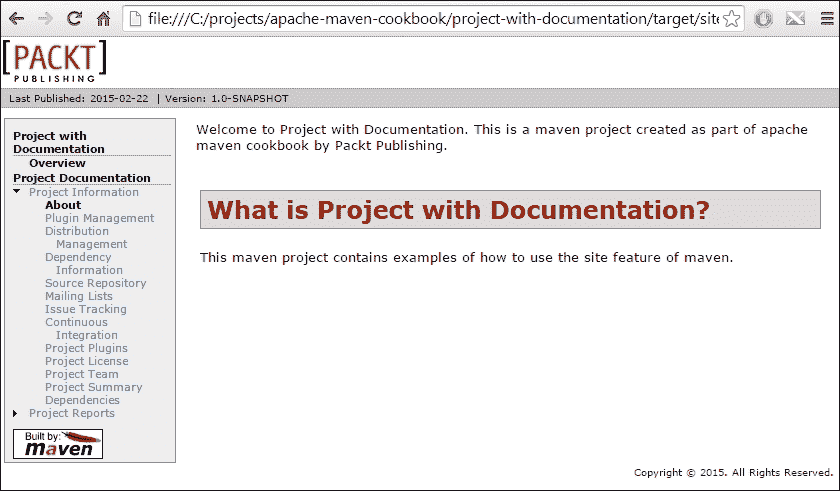 file:///C:/projects/apache-maven-cookbook/project-with-documentation/target/site
[PACKT]
PUBLISHING
Last Published: 2015-02-22 | Version: 1.0-SNAPSHOT
Project with
Documentation
Overview
Project Documentation
Project Information
About
Plugin Management
Distribution
Management
Dependency
Information
Source Repository
Mailing Lists
Issue Tracking
Continuous
Integration
Project Plugins
Project License
Project Team
Project Summary
Dependencies
Project Reports
Built by:
maven
Welcome to Project with Documentation. This is a maven project created as part of apache
maven cookbook by Packt Publishing.
What is Project with Documentation?
This maven project contains examples of how to use the site feature of maven.
Copyright © 2015. All Rights Reserved.